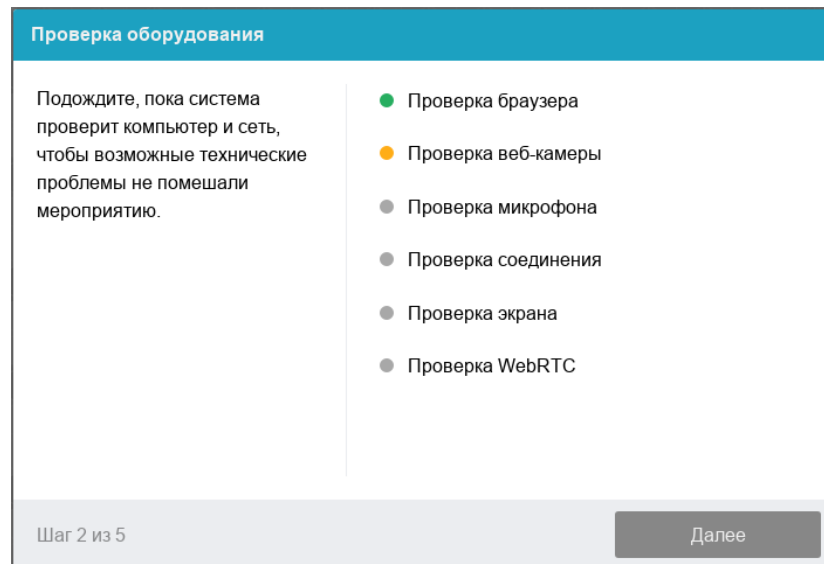 Проверка оборудования
Подождите, пока система
проверит компьютер и сеть,
чтобы возможные технические
проблемы не помешали
мероприятию.
Проверка браузера
Проверка веб-камеры
Проверка микрофона
Проверка соединения
Проверка экрана
Проверка WebRTC
Шаг 2 из 5
Далее